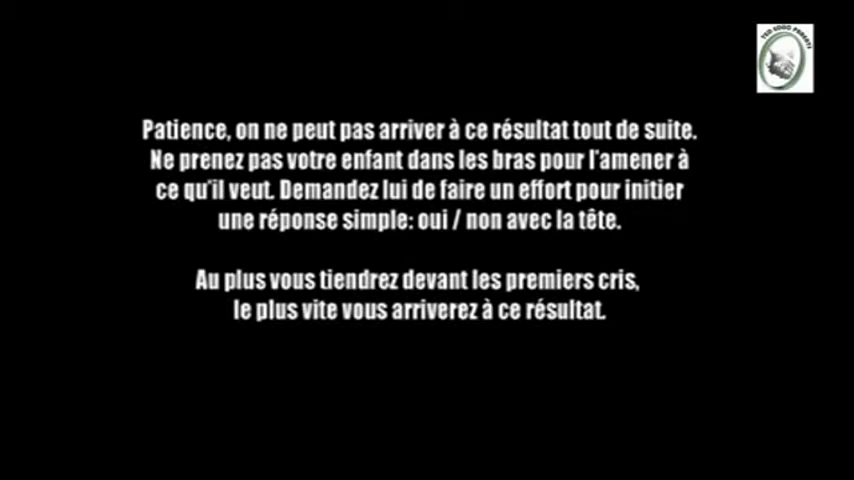 Patience, on ne peut pas arriver à ce résultat tout de suite.
Ne prenez pas votre enfant dans les bras pour l'amener à
ce qu'il veut. Demandez lui de faire un effort pour initier
une réponse simple: oui / non avec la tête.
Au plus vous tiendrez devant les premiers cris,
le plus vite vous arriverez à ce résultat.